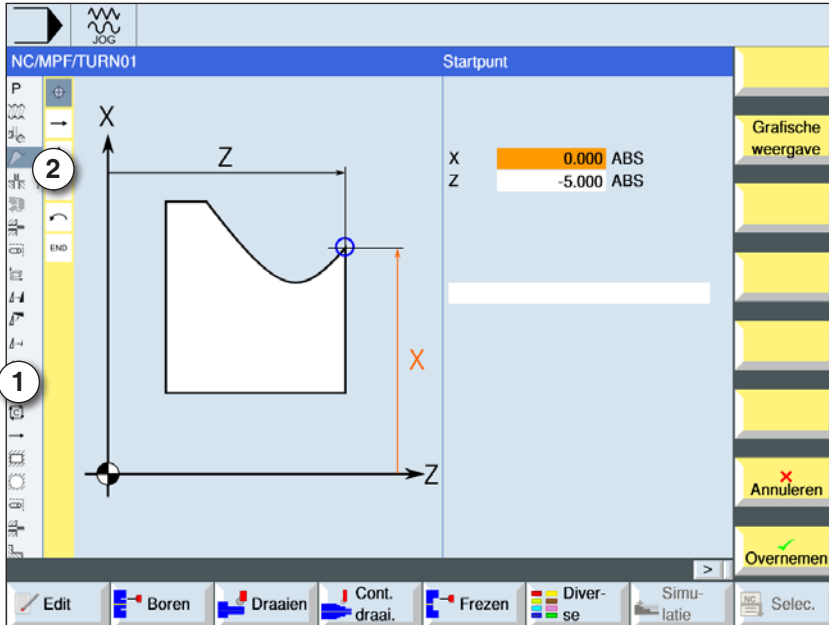 JOG
NC/MPF/TURN01
Startpunt
P
X
Z
X 0.000 ABS
Z -5.000 ABS
2
END
1
X
Z
C
Grafische
weergave
Annuleren
Overnemen
>
Edit
Boren
Draaien
Cont.
draai.
Frezen
Diver-
se
Simu-
latie
NC
Selec.